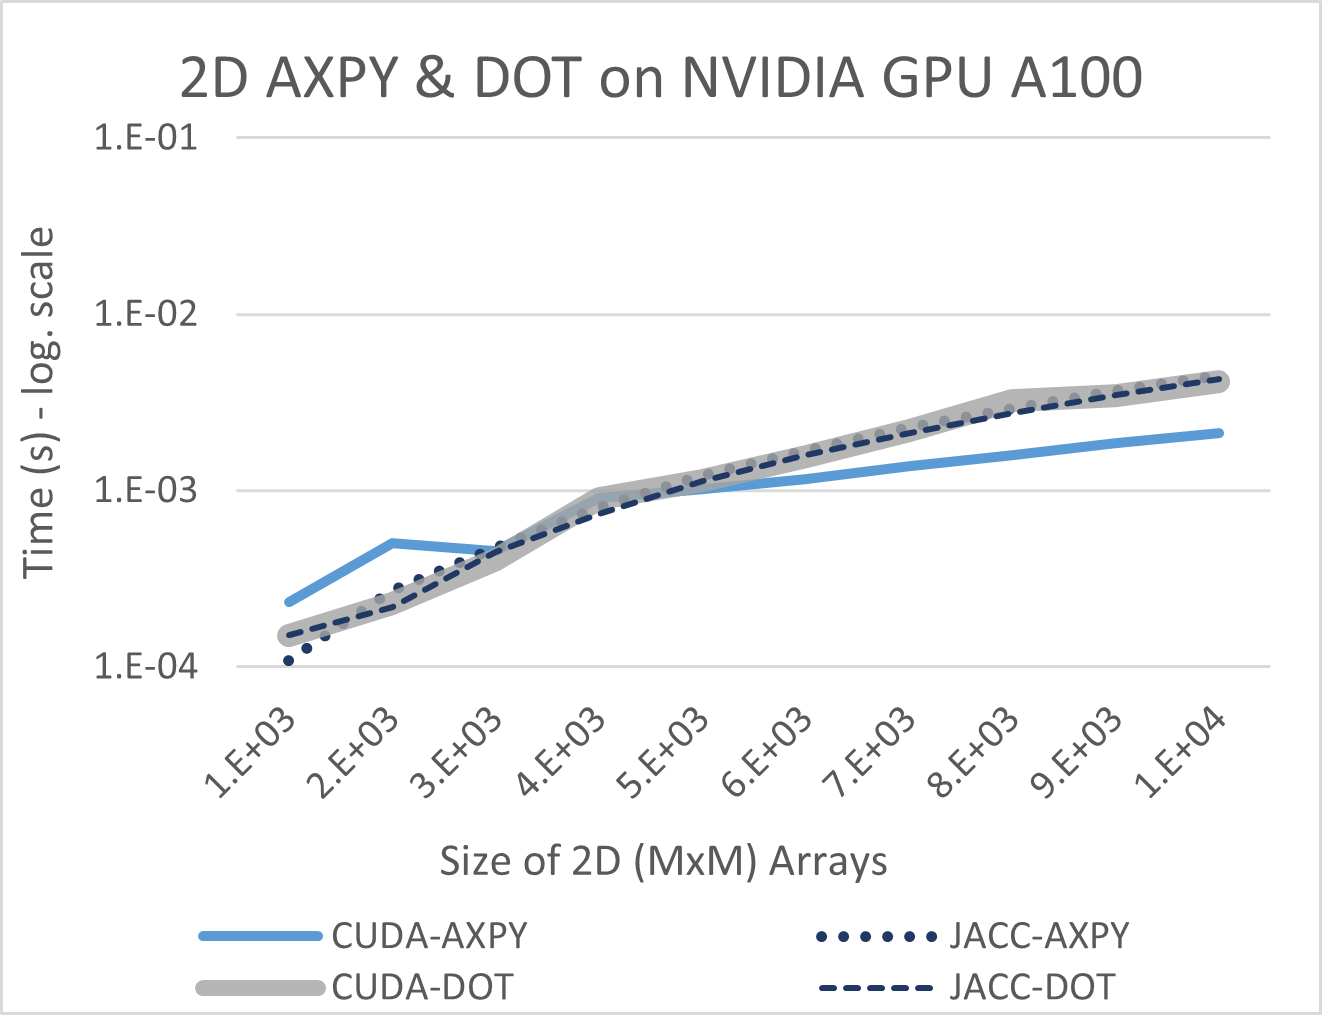 2D AXPY & DOT on NVIDIA GPU A100
Time (s) - log. scale
1.E-01
1.E-02
1.E-03
1.E-04
1.E+03
2.E+03
3.E+03
4.E+03
5.E+03
6.E+03
7.E+03
8.E+03
9.E+03
1.E+04
Size of 2D (MxM) Arrays
CUDA-AXPY
JACC-AXPY
CUDA-DOT
JACC-DOT